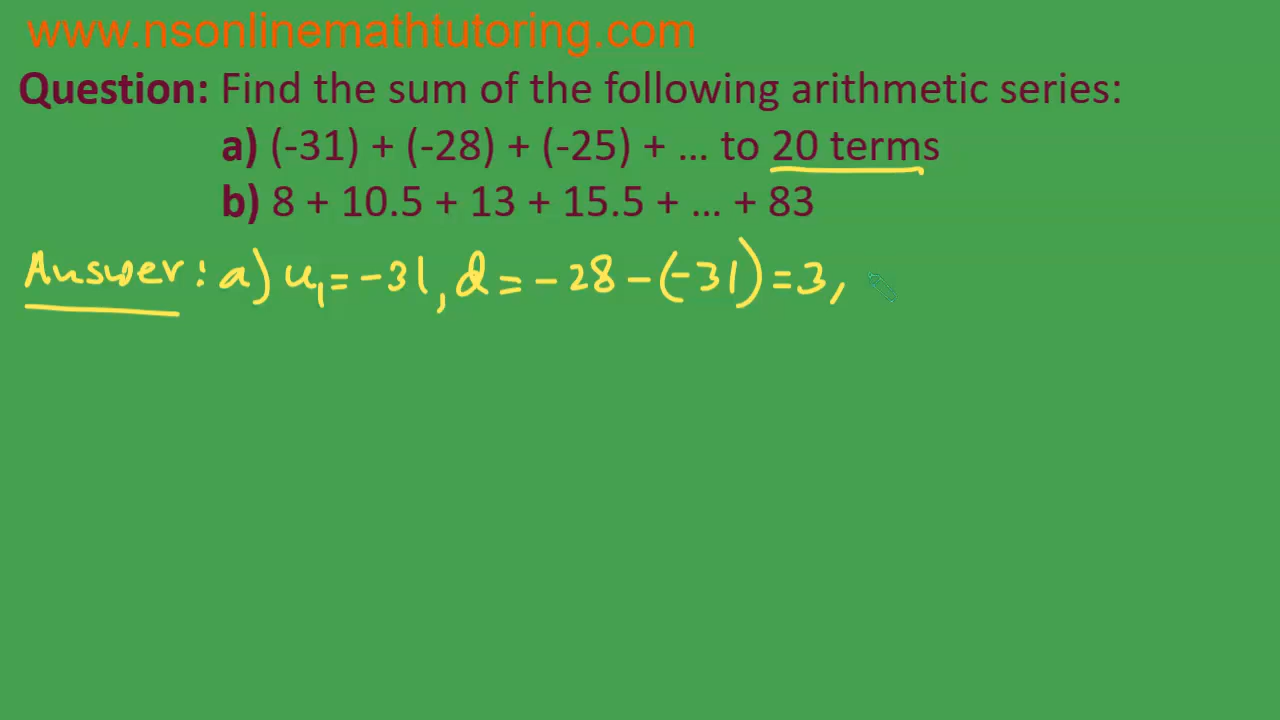 www.nsonlinemathtutoring.com
Question: Find the sum of the following arithmetic series:
a) (-31) + (-28) + (-25) + ... to 20 terms
b) 8 + 10.5 + 13 + 15.5 + ... + 83
Answer: a) u₁ = -31, d = -28 - (-31) = 3,